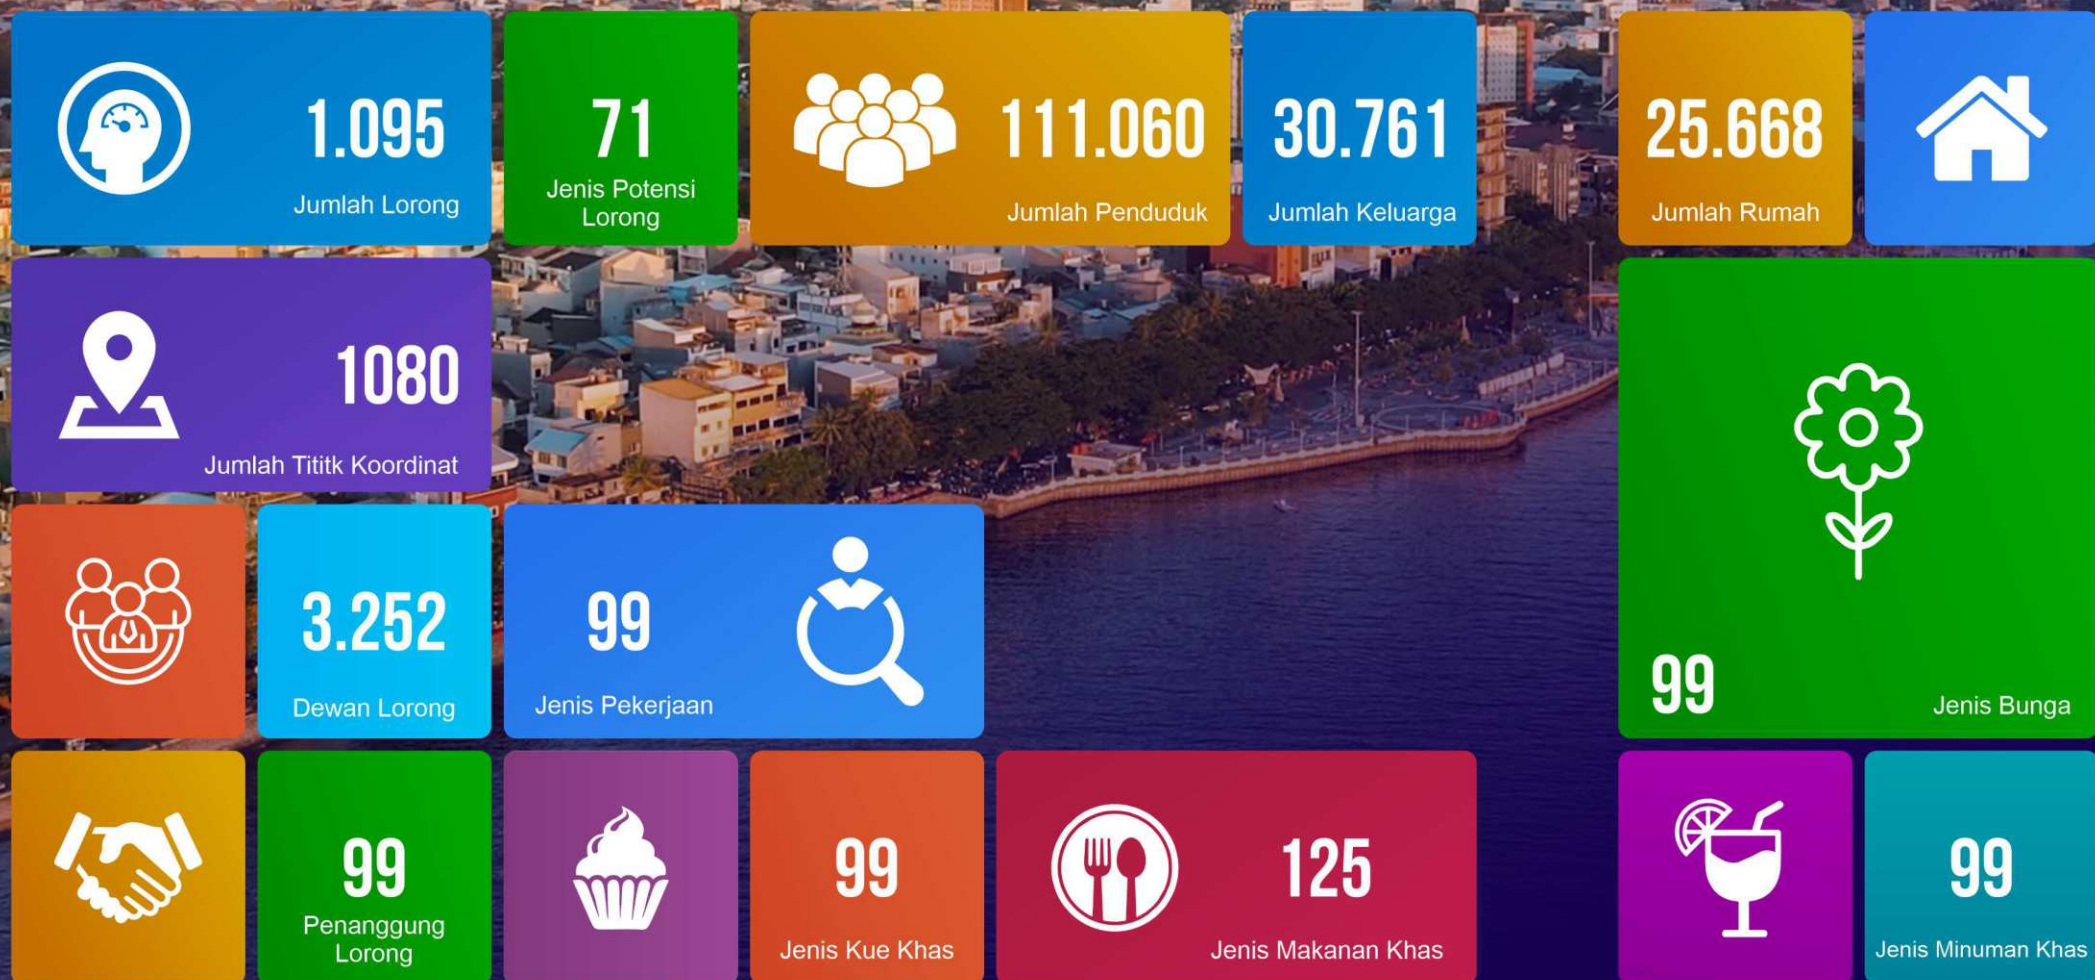 1.095
Jumlah Lorong
71
Jenis Potensi
Lorong
111.060
Jumlah Penduduk
30.761
Jumlah Keluarga
25.668
Jumlah Rumah
1080
Jumlah Tititk Koordinat
3.252
Dewan Lorong
99
Jenis Pekerjaan
99
Jenis Bunga
99
Penanggung
Lorong
99
Jenis Kue Khas
125
Jenis Makanan Khas
99
Jenis Minuman Khas